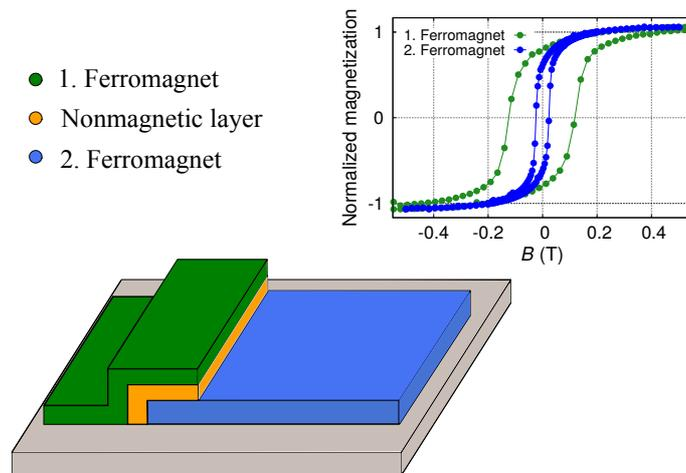 1. Ferromagnet
Nonmagnetic layer
2. Ferromagnet
Normalized magnetization
1
0
-1
1. Ferromagnet
2. Ferromagnet
-0.4
-0.2
0
0.2
0.4
B (T)